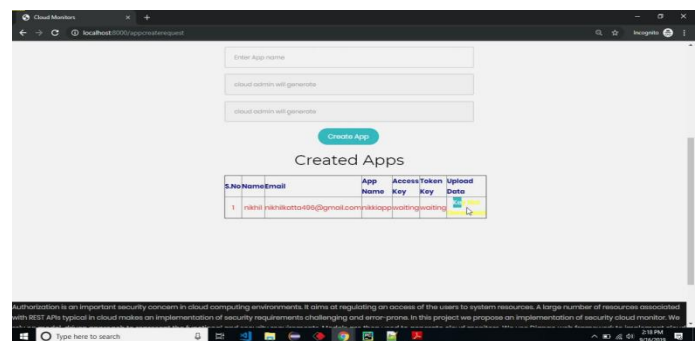 Cloud Monitors
localhost:8000/appcreaterequest
Incognito
Enter App name
cloud admin will generate
cloud admin will generate
Create App
Created Apps
S.No Name Email App Name Access Key Token Key Upload Data
1 nikhil nikhilkotta496@gmail.com nikkiapp waiting waiting
Authorization is an important security concern in cloud computing environments. It aims at regulating an access of the users to system resources. A large number of resources associated
with REST APIs typical in cloud makes an implementation of security requirements challenging and error-prone. In this project we propose an implementation of security cloud monitor. We
Type here to search
2:18 PM
9/16/2019